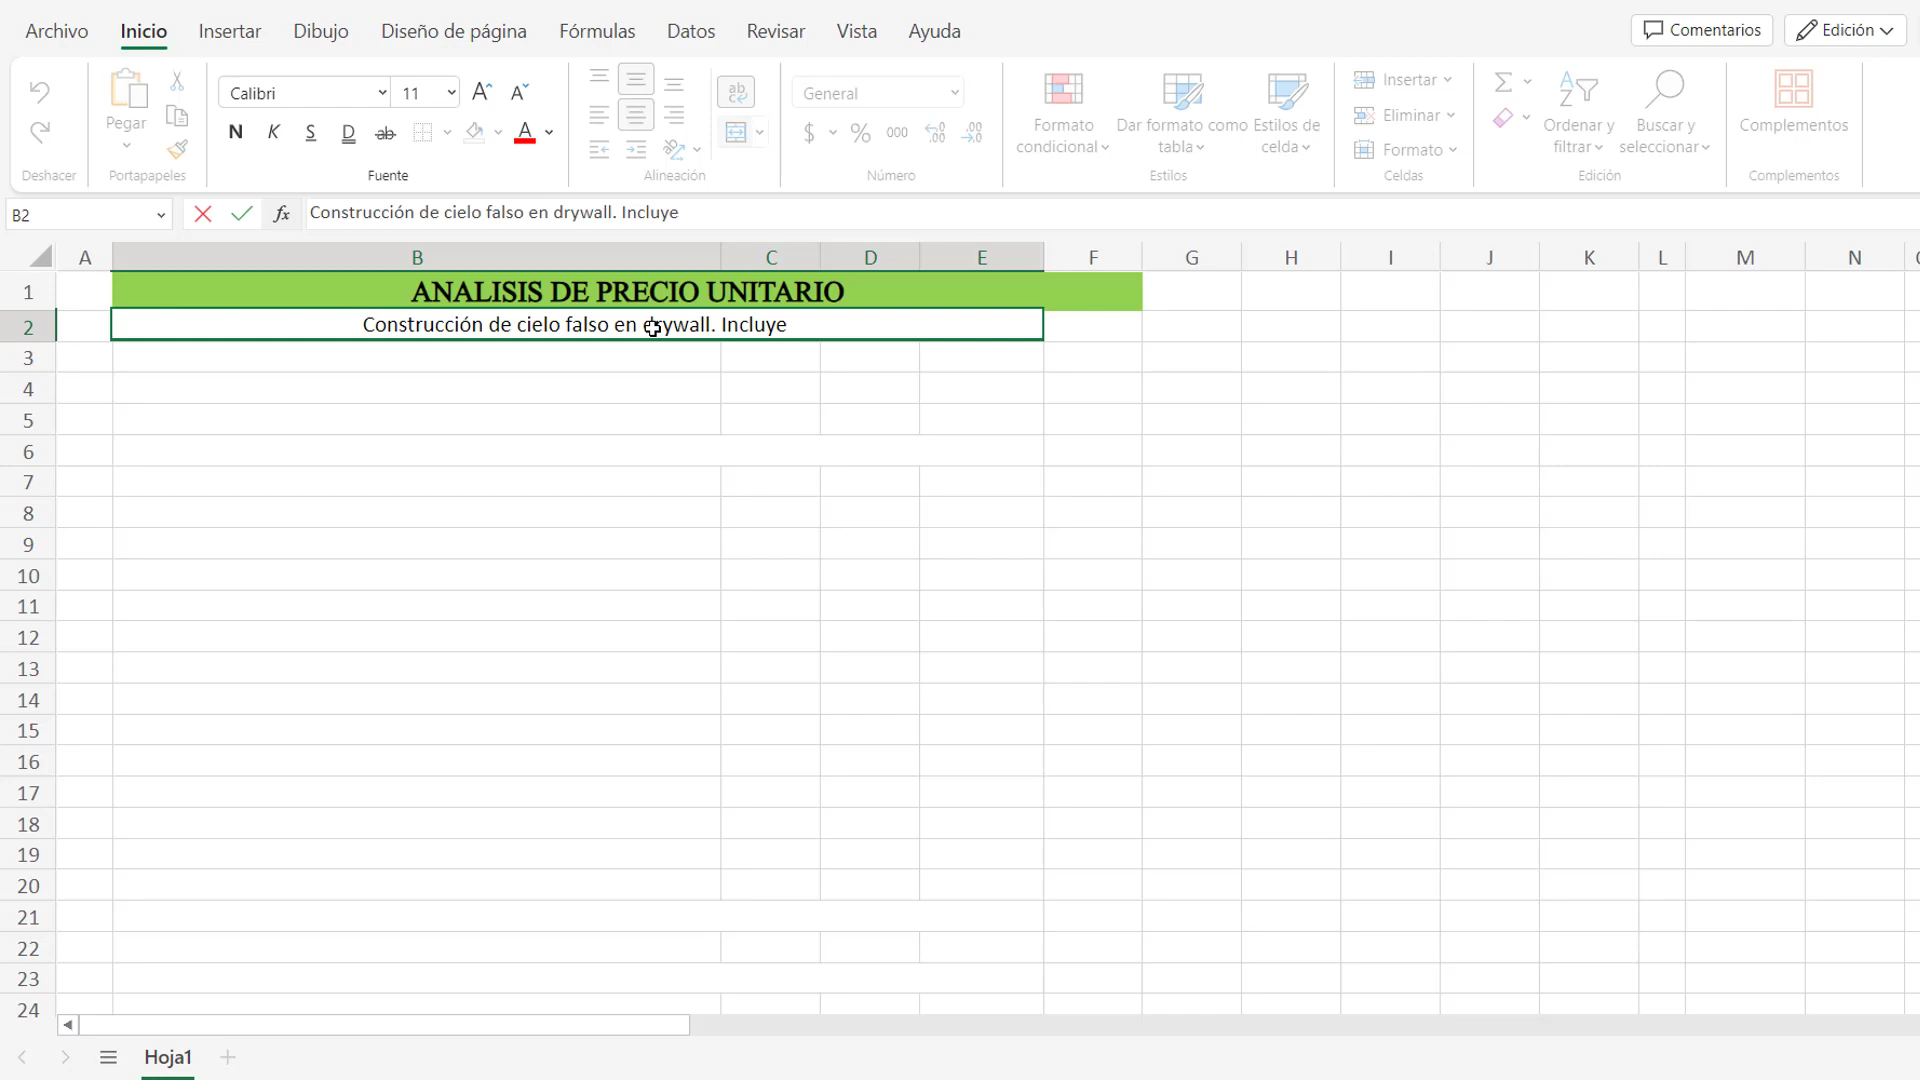 Archivo Inicio Insertar Dibujo Diseño de página Fórmulas Datos Revisar Vista Ayuda Comentarios Edición
Pegar
Deshacer Portapapeles
Calibri 11
N K S D ab A
Fuente
ab c
Alineación
General
$ % 000
Número
Formato condicional
Dar formato como tabla
Estilos de celda
Estilos
Insertar
Eliminar
Formato
Celdas
Ordenar y filtrar
Buscar y seleccionar
Edición
Complementos
Complementos
B2 fx Construcción de cielo falso en drywall. Incluye
A B C D E F G H I J K L M N
1 ANALISIS DE PRECIO UNITARIO
2 Construcción de cielo falso en drywall. Incluye
3
4
5
6
7
8
9
10
11
12
13
14
15
16
17
18
19
20
21
22
23
24
Hoja1